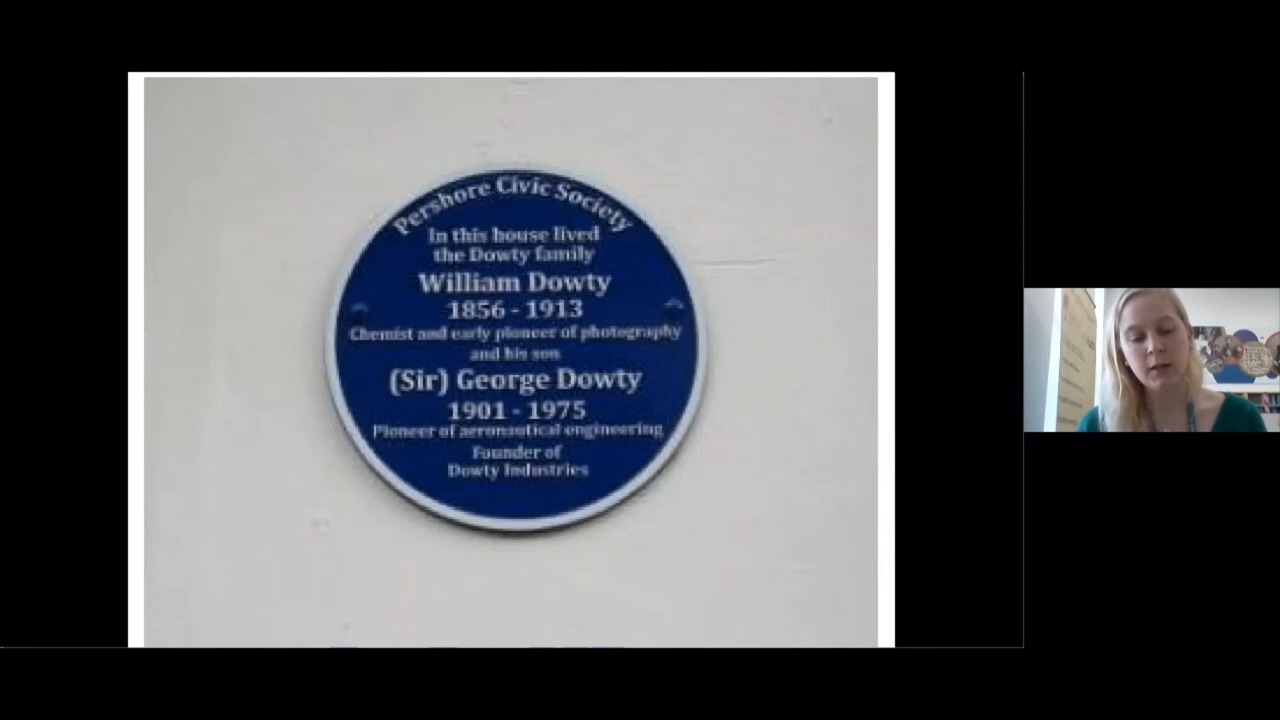 Pershore Civic Society
In this house lived
the Dowty family
William Dowty
1856 - 1913
Chemist and early pioneer of photography
and his son
(Sir) George Dowty
1901 - 1975
Pioneer of aeronautical engineering
Founder of
Dowty Industries